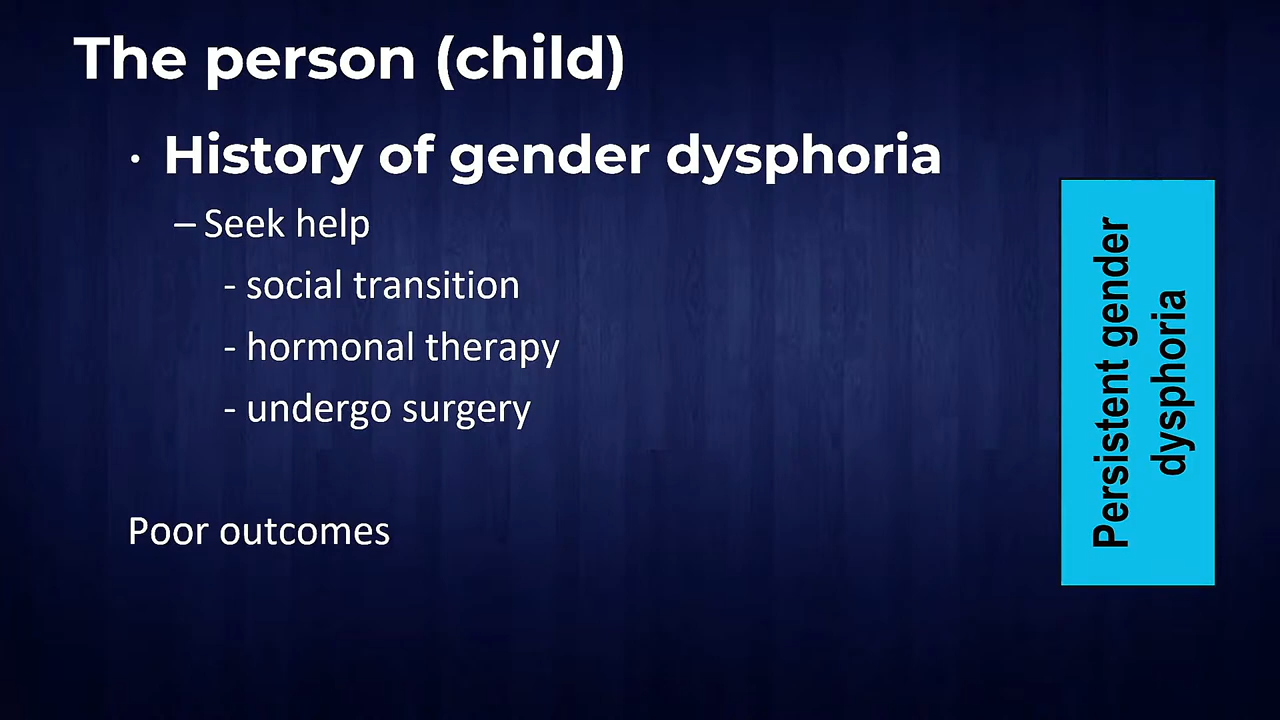 The person (child)
· History of gender dysphoria
– Seek help
- social transition
- hormonal therapy
- undergo surgery
Poor outcomes
Persistent gender
dysphoria